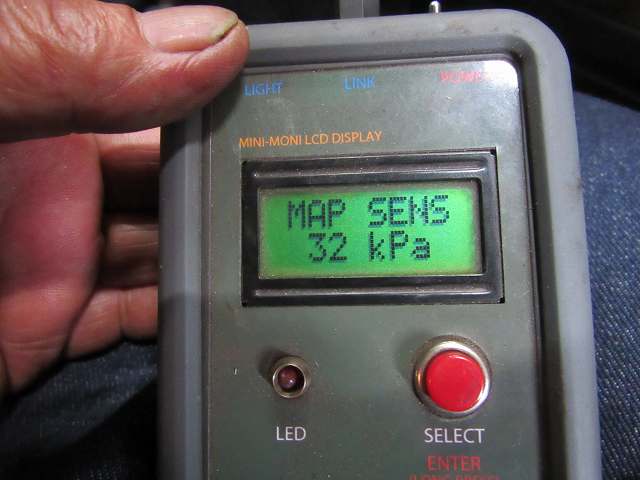 LIGHT LINK POWER
MINI-MONI LCD DISPLAY
MAP SENS
32 kPa
LED SELECT
ENTER